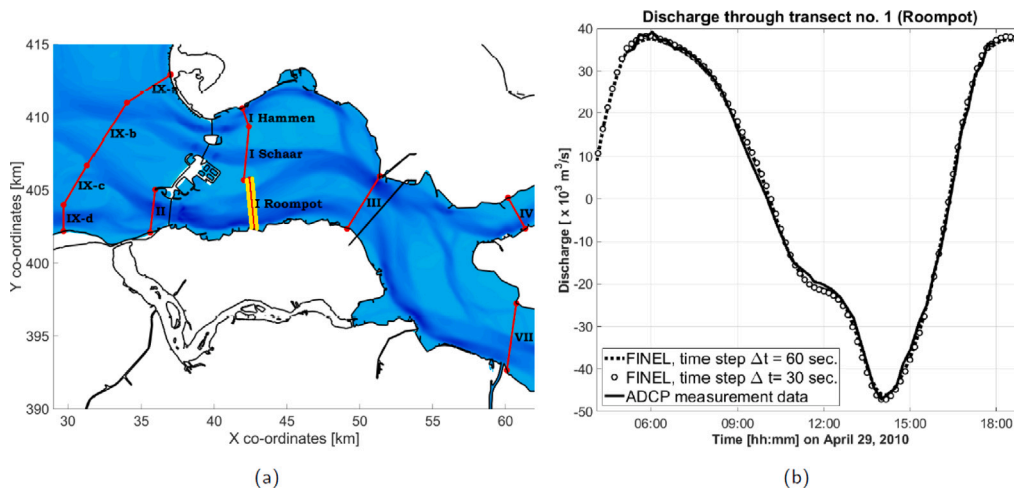 415
410
405
400
395
390
Y co-ordinates [km]
30 35 40 45 50 55 60
X co-ordinates [km]
IX-a
IX-b
IX-c
IX-d
II
I Hammen
I Schaar
I Roompot
III
IV
VII
(a)
Discharge through transect no. 1 (Roompot)
40
30
20
10
0
-10
-20
-30
-40
-50
Discharge [ x 10³ m³/s]
FINEL, time step Δt = 60 sec.
FINEL, time step Δ t= 30 sec.
ADCP measurement data
06:00 09:00 12:00 15:00 18:00
Time [hh:mm] on April 29, 2010
(b)